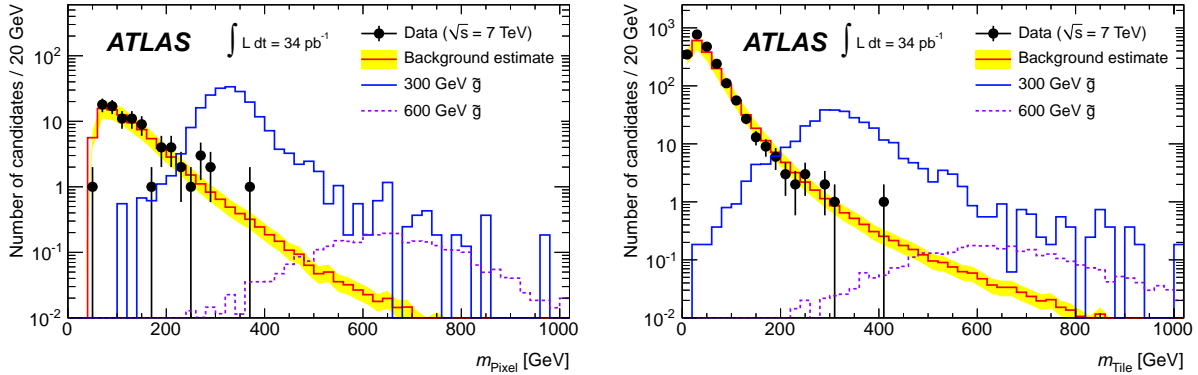 Number of candidates / 20 GeV
10²
10
1
10⁻¹
10⁻²
0 200 400 600 800 1000
m_Pixel [GeV]
ATLAS
∫ L dt = 34 pb⁻¹
Data (√s = 7 TeV)
Background estimate
300 GeV g̃
600 GeV g̃
Number of candidates / 20 GeV
10³
10²
10
1
10⁻¹
10⁻²
0 200 400 600 800 1000
m_Tile [GeV]
ATLAS
∫ L dt = 34 pb⁻¹
Data (√s = 7 TeV)
Background estimate
300 GeV g̃
600 GeV g̃